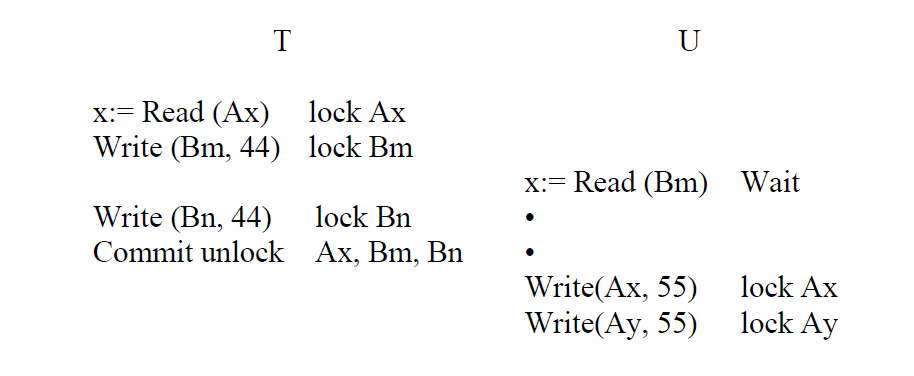 T U
x:= Read (Ax) lock Ax
Write (Bm, 44) lock Bm
x:= Read (Bm) Wait
Write (Bn, 44) lock Bn •
Commit unlock Ax, Bm, Bn •
Write(Ax, 55) lock Ax
Write(Ay, 55) lock Ay